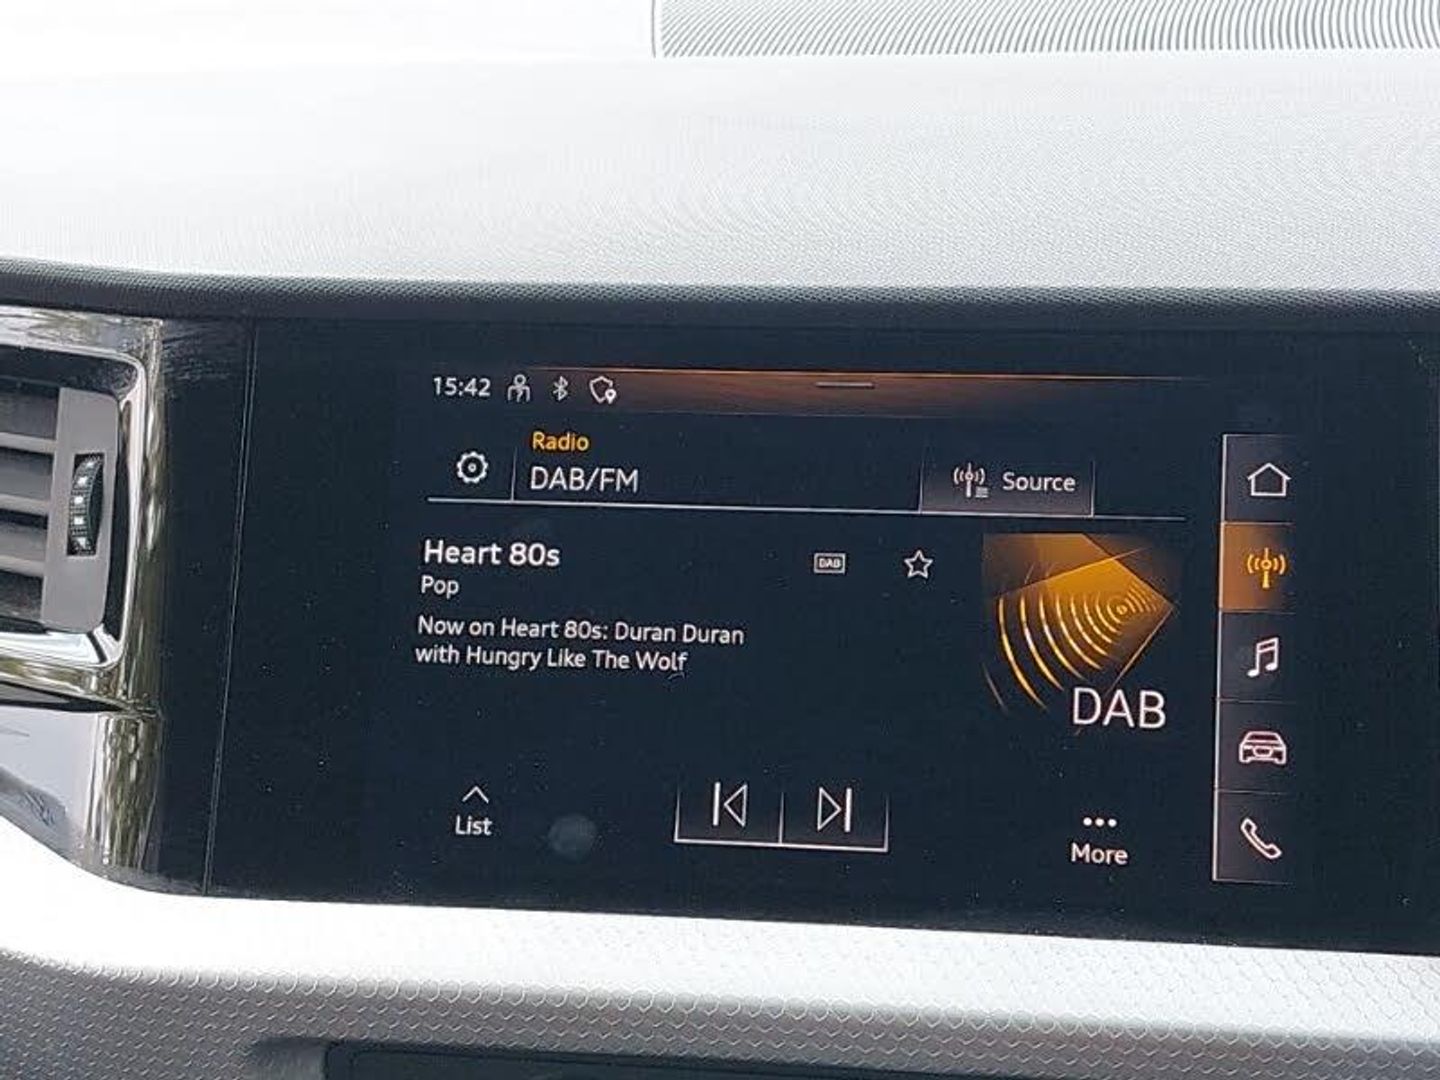 15:42
Radio
DAB/FM
Source
Heart 80s
DAB
Pop
Now on Heart 80s: Duran Duran
with Hungry Like The Wolf
DAB
List
More